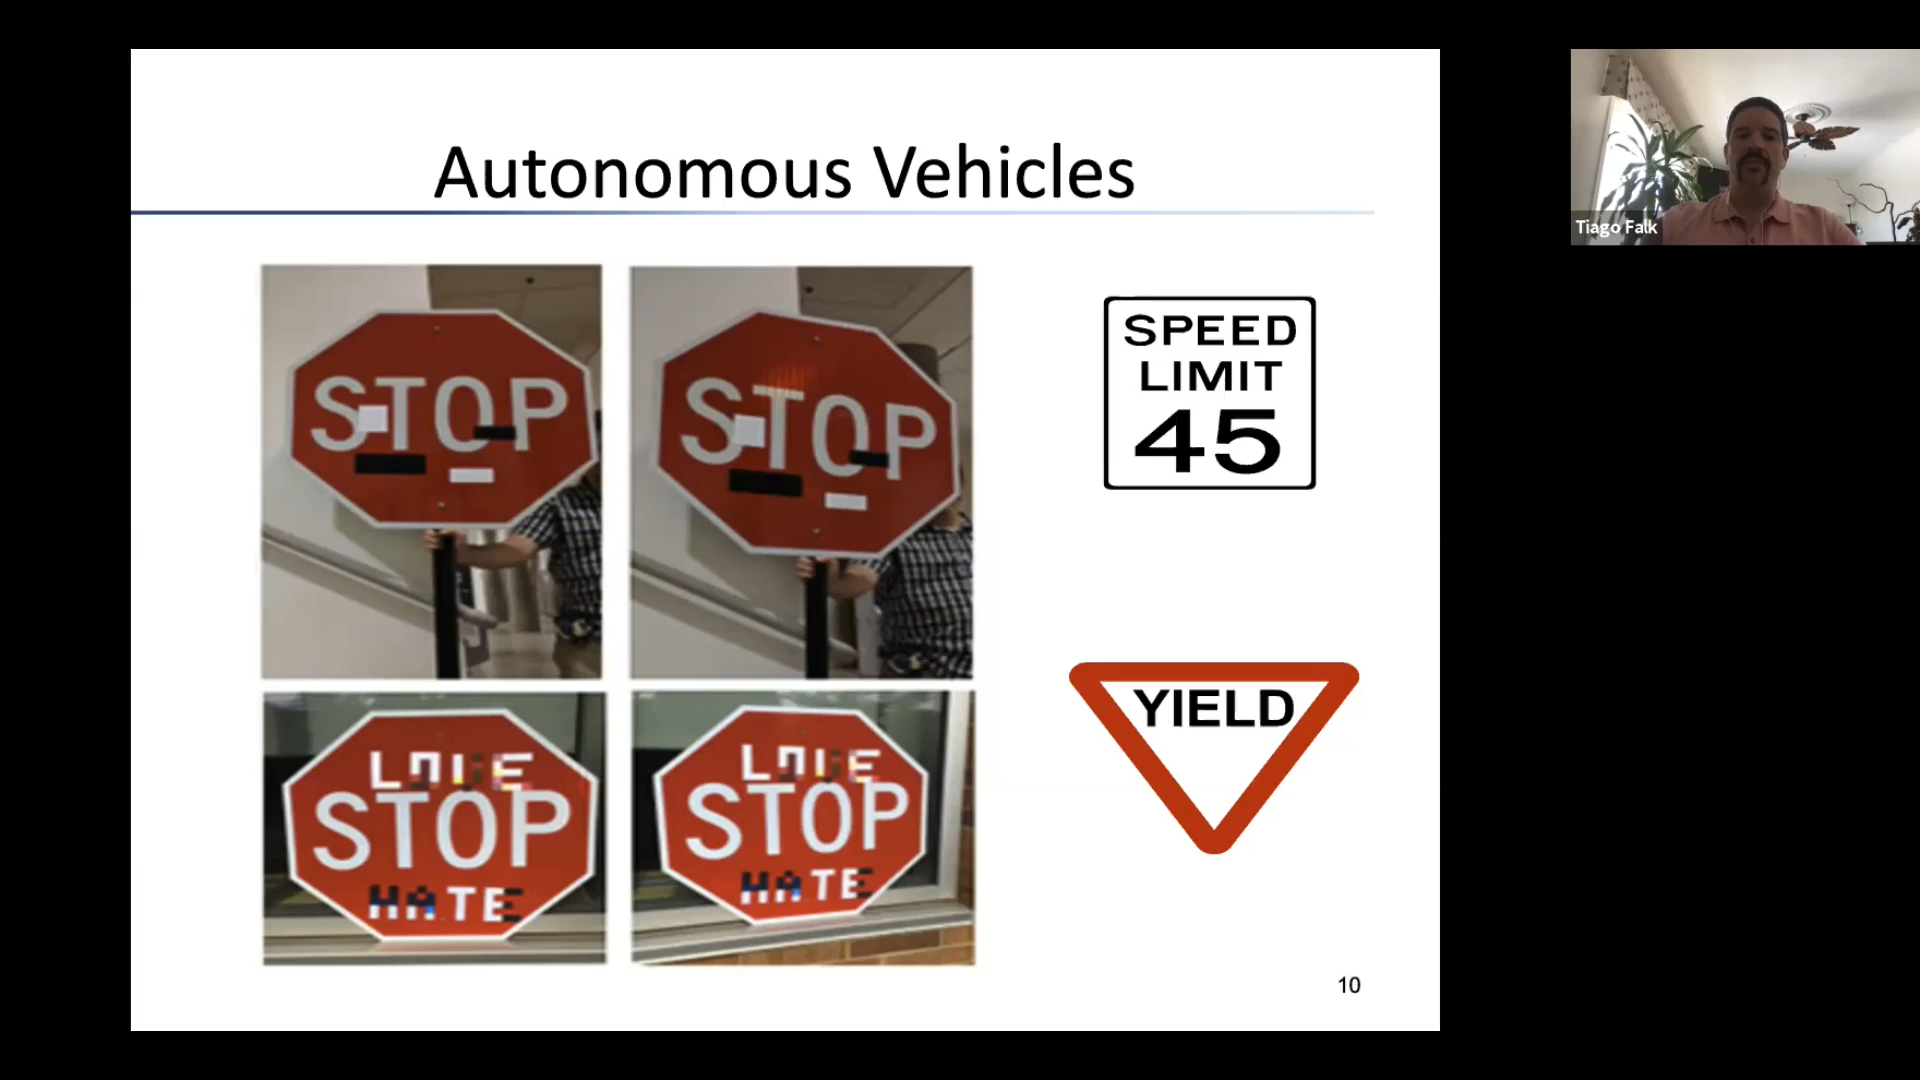 Autonomous Vehicles
STOP
STOP
SPEED
LIMIT
45
LOVE
STOP
HATE
LOVE
STOP
HATE
YIELD
10
Tiago Falk